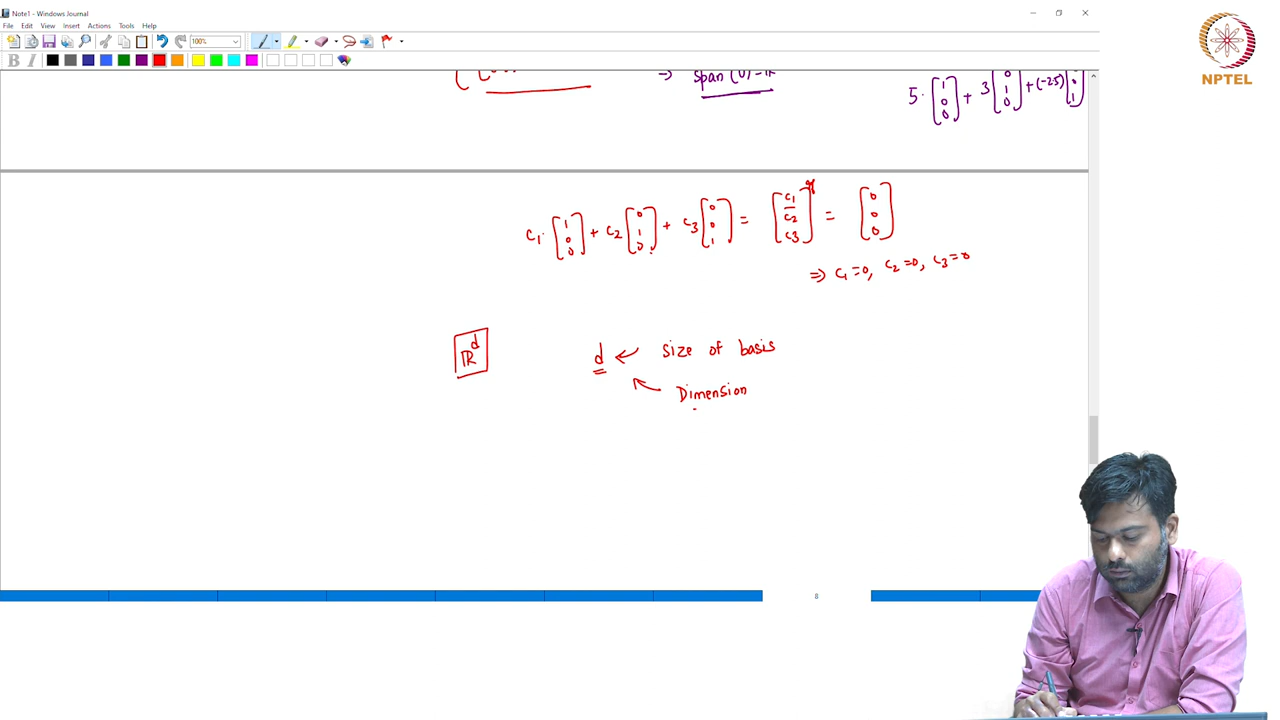 Note1 - Windows Journal
File Edit View Insert Actions Tools Help
100%
B I
NPTEL
⇒ span (U) = R
5· [1 0 0] + 3 [0 1 0] + (-25) [0 0 1]
c1· [1 0 0] + c2 [0 1 0] + c3 [0 0 1] = [c1 c2 c3] = [0 0 0]
⇒ c1 = 0, c2 = 0, c3 = 0
R^d
d ← size of basis
Dimension
8